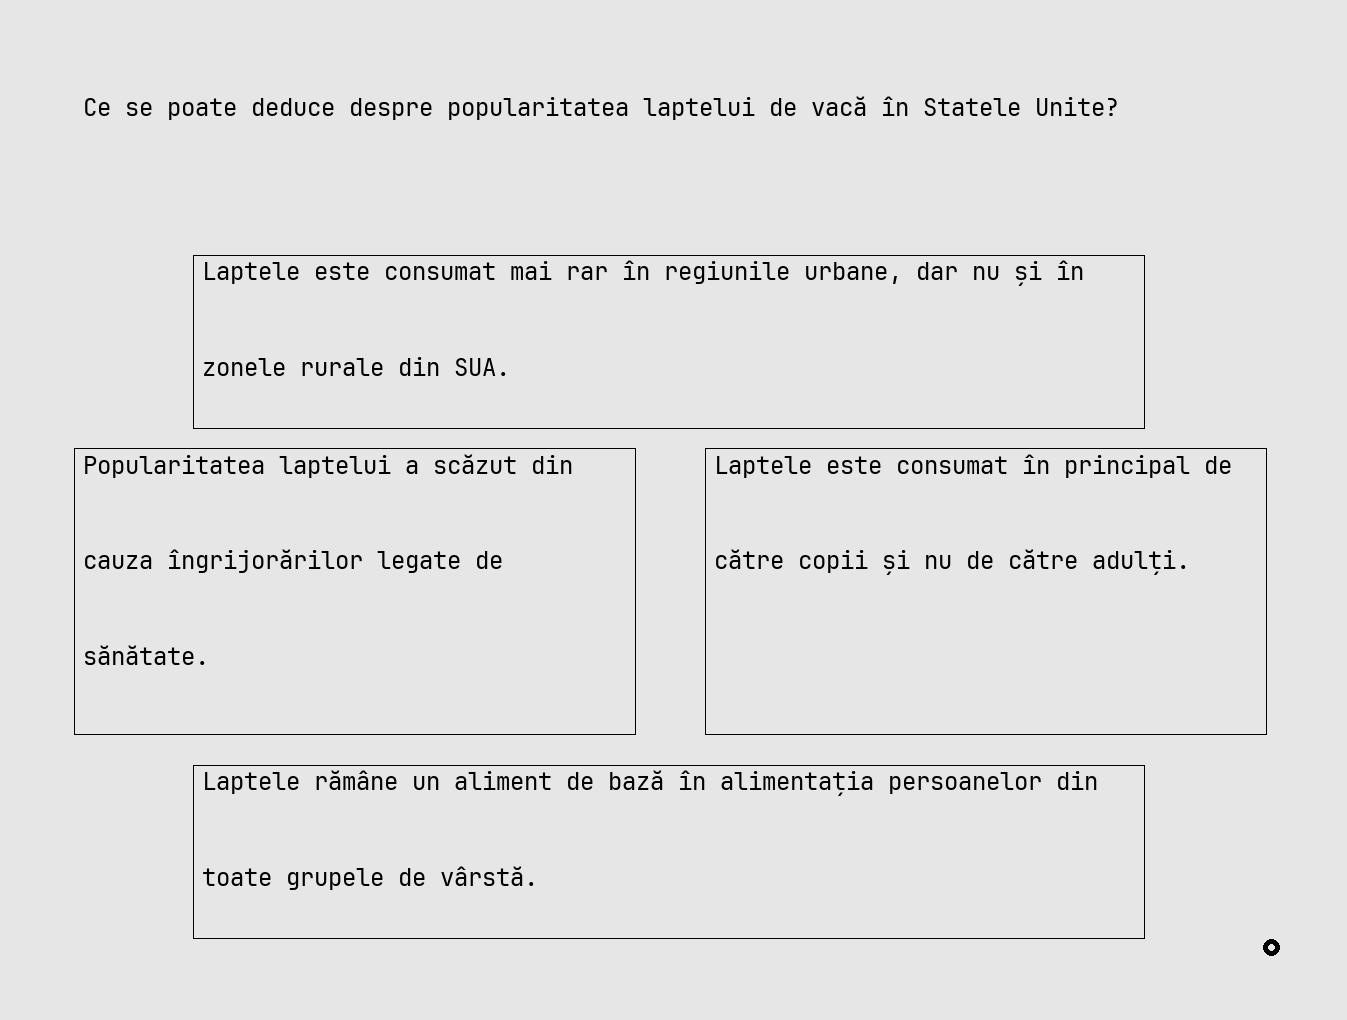 Ce se poate deduce despre popularitatea laptelui de vacă în Statele Unite?
Laptele este consumat mai rar în regiunile urbane, dar nu și în
zonele rurale din SUA.
Popularitatea laptelui a scăzut din
cauza îngrijorărilor legate de
sănătate.
Laptele este consumat în principal de
către copii și nu de către adulți.
Laptele rămâne un aliment de bază în alimentația persoanelor din
toate grupele de vârstă.